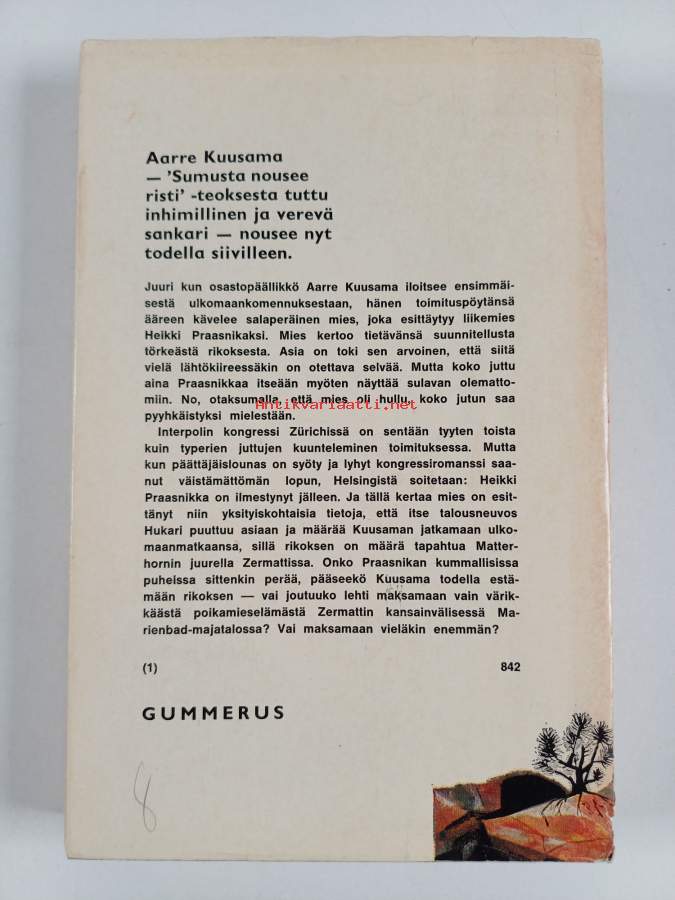 Aarre Kuusama
— 'Sumusta nousee
risti' -teoksesta tuttu
inhimillinen ja verevä
sankari — nousee nyt
todella siivilleen.
Juuri kun osastopäällikkö Aarre Kuusama iloitsee ensimmäi-
sestä ulkomaankomennuksestaan, hänen toimituspöytänsä
ääreen kävelee salaperäinen mies, joka esittäytyy liikemies
Heikki Praasnikaksi. Mies kertoo tietävänsä suunnitellusta
törkeästä rikoksesta. Asia on toki sen arvoinen, että siitä
vielä lähtökiireessäkin on otettava selvää. Mutta koko juttu
aina Praasnikkaa itseään myöten näyttää sulavan olematto-
miin. No, otaksumalla, että mies oli hullu, koko jutun saa
Antikvariaatti.net
pyyhkäistyksi mielestään.
Interpolin kongressi Zürichissä on sentään tyyten toista
kuin typerien juttujen kuunteleminen toimituksessa. Mutta
kun päättäjäislounas on syöty ja lyhyt kongressiromanssi saa-
nut väistämättömän lopun, Helsingistä soitetaan: Heikki
Praasnikka on ilmestynyt jälleen. Ja tällä kertaa mies on esit-
tänyt niin yksityiskohtaisia tietoja, että itse talousneuvos
Hukari puuttuu asiaan ja määrää Kuusaman jatkamaan ulko-
maanmatkaansa, sillä rikoksen on määrä tapahtua Matter-
hornin juurella Zermattissa. Onko Praasnikan kummallisissa
puheissa sittenkin perää, pääseekö Kuusama todella estä-
mään rikoksen — vai joutuuko lehti maksamaan vain värik-
käästä poikamieselämästä Zermattin kansainvälisessä Ma-
rienbad-majatalossa? Vai maksamaan vieläkin enemmän?
(1) 842
GUMMERUS
8